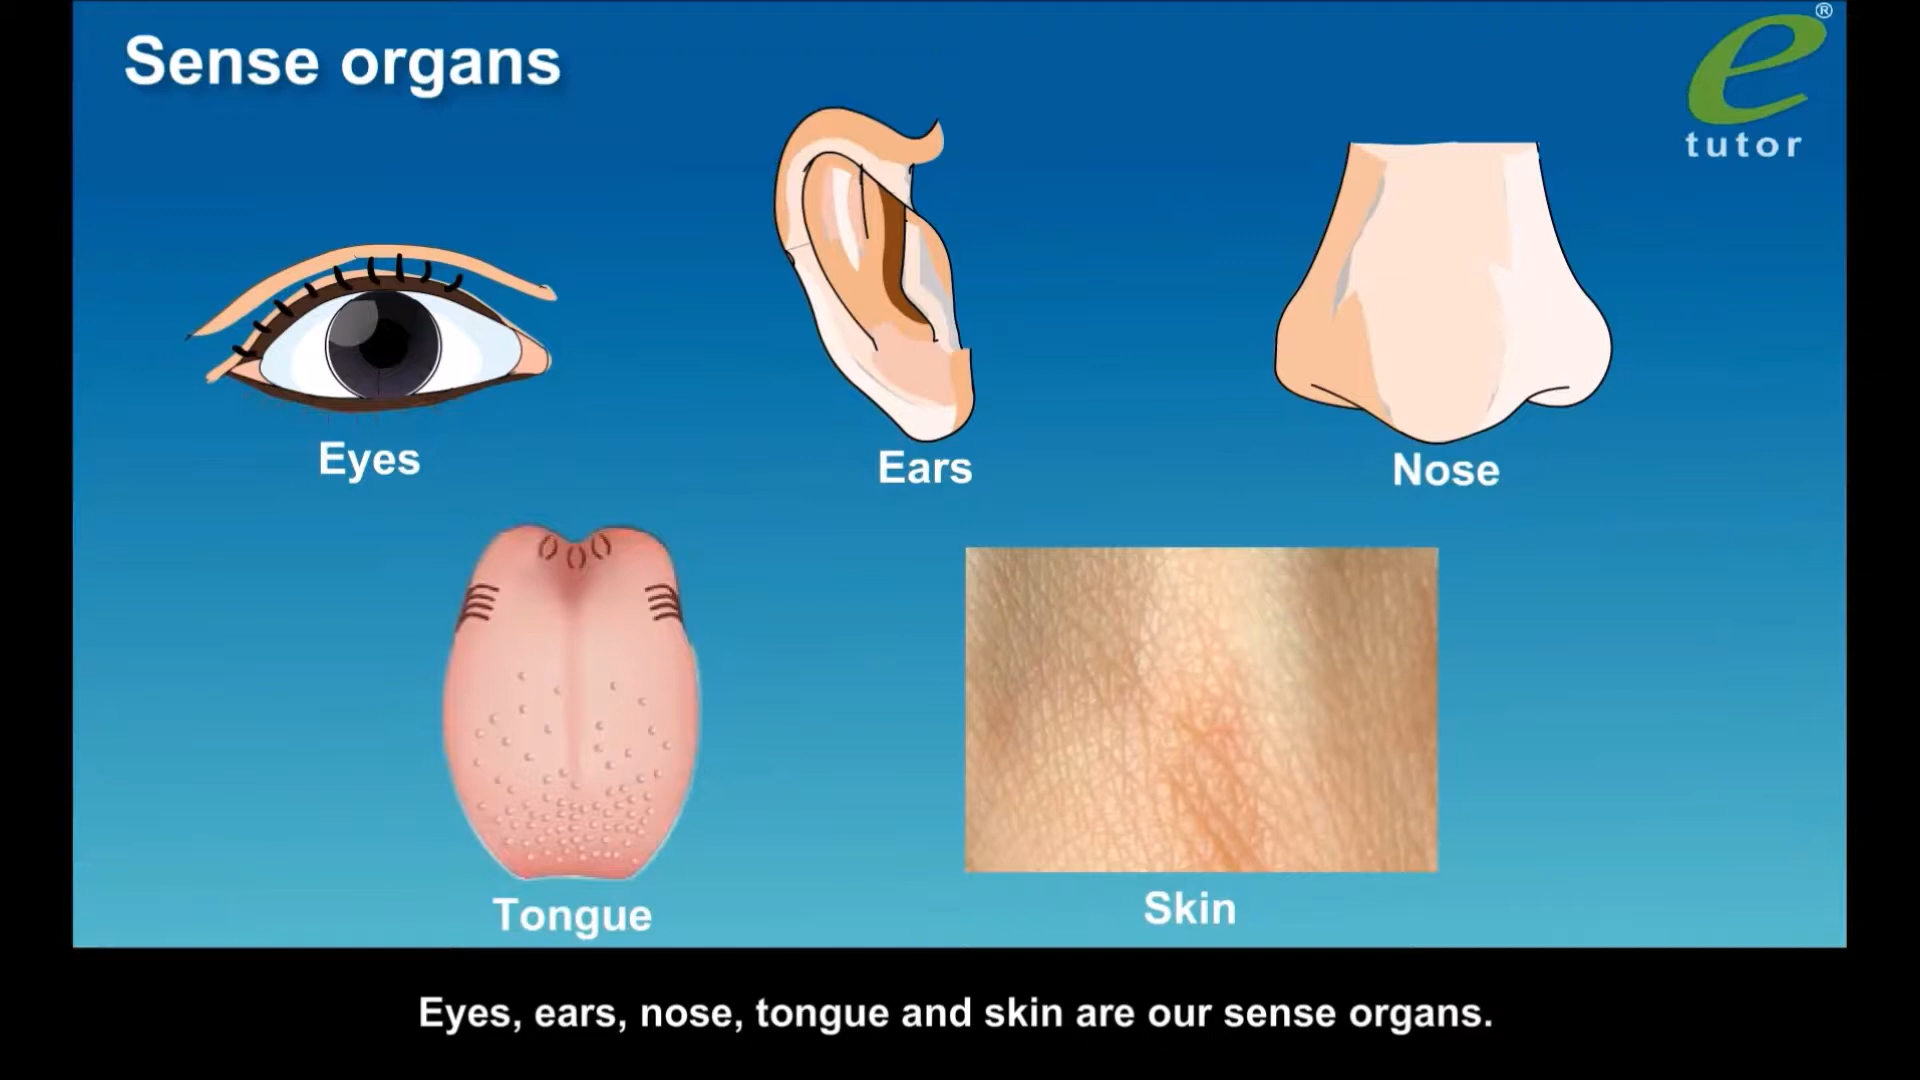 Sense organs
e®
tutor
Eyes
Ears
Nose
Tongue
Skin
Eyes, ears, nose, tongue and skin are our sense organs.